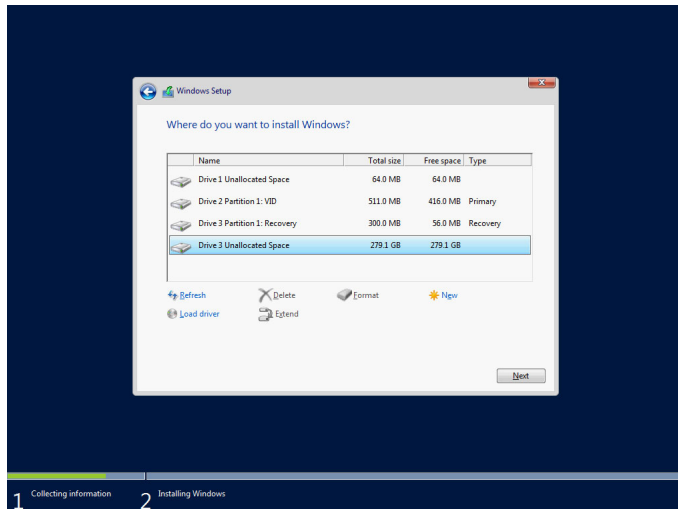 Windows Setup
Where do you want to install Windows?
Name Total size Free space Type
Drive 1 Unallocated Space 64.0 MB 64.0 MB
Drive 2 Partition 1: VID 511.0 MB 416.0 MB Primary
Drive 3 Partition 1: Recovery 300.0 MB 56.0 MB Recovery
Drive 3 Unallocated Space 279.1 GB 279.1 GB
Refresh Delete Format New
Load driver Extend
Next
1 Collecting information 2 Installing Windows